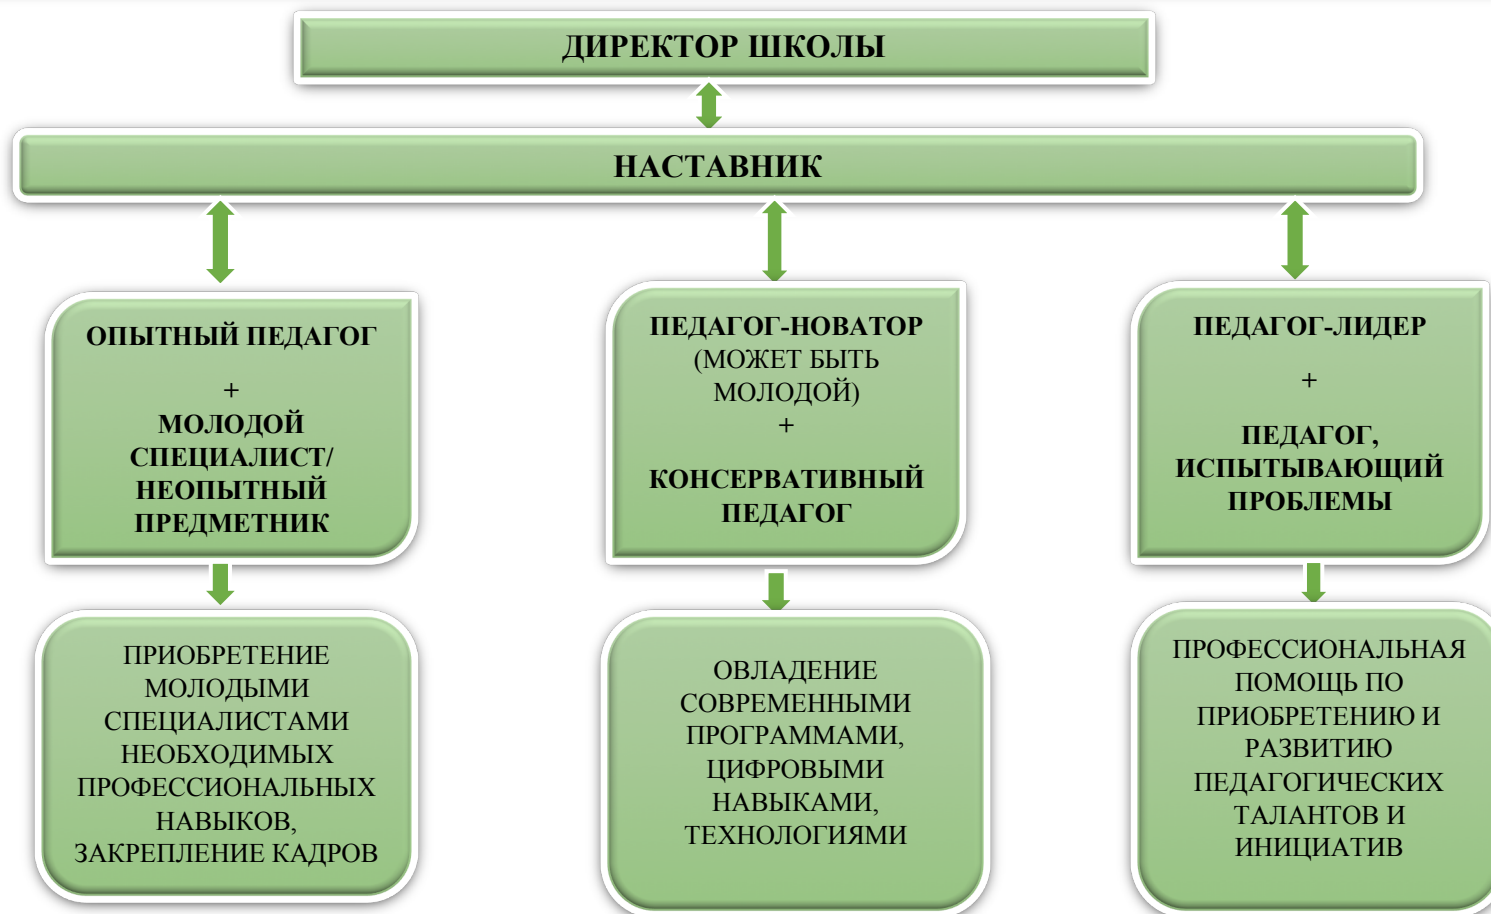 ДИРЕКТОР ШКОЛЫ
НАСТАВНИК
ОПЫТНЫЙ ПЕДАГОГ
+
МОЛОДОЙ
СПЕЦИАЛИСТ/
НЕОПЫТНЫЙ
ПРЕДМЕТНИК
ПЕДАГОГ-НОВАТОР
(МОЖЕТ БЫТЬ
МОЛОДОЙ)
+
КОНСЕРВАТИВНЫЙ
ПЕДАГОГ
ПЕДАГОГ-ЛИДЕР
+
ПЕДАГОГ,
ИСПЫТЫВАЮЩИЙ
ПРОБЛЕМЫ
ПРИОБРЕТЕНИЕ
МОЛОДЫМИ
СПЕЦИАЛИСТАМИ
НЕОБХОДИМЫХ
ПРОФЕССИОНАЛЬНЫХ
НАВЫКОВ,
ЗАКРЕПЛЕНИЕ КАДРОВ
ОВЛАДЕНИЕ
СОВРЕМЕННЫМИ
ПРОГРАММАМИ,
ЦИФРОВЫМИ
НАВЫКАМИ,
ТЕХНОЛОГИЯМИ
ПРОФЕССИОНАЛЬНАЯ
ПОМОЩЬ ПО
ПРИОБРЕТЕНИЮ И
РАЗВИТИЮ
ПЕДАГОГИЧЕСКИХ
ТАЛАНТОВ И
ИНИЦИАТИВ